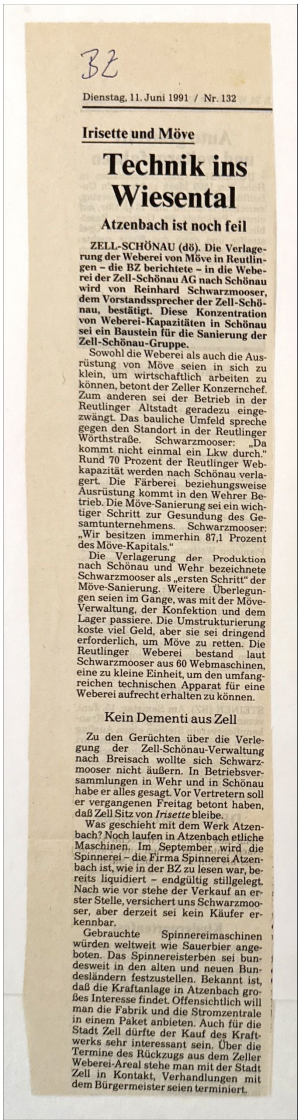 BZ
Dienstag, 11. Juni 1991 / Nr. 132
Irisette und Möve
Technik ins
Wiesental
Atzenbach ist noch feil
ZELL-SCHÖNAU (dö). Die Verlage-
rung der Weberei von Möve in Reutlin-
gen – die BZ berichtete – in die Webe-
rei der Zell-Schönau AG nach Schönau
wird von Reinhard Schwarzmooser,
dem Vorstandssprecher der Zell-Schö-
nau, bestätigt. Diese Konzentration
von Weberei-Kapazitäten in Schönau
sei ein Baustein für die Sanierung der
Zell-Schönau-Gruppe.
Sowohl die Weberei als auch die Aus-
rüstung von Möve seien in sich zu
klein, um wirtschaftlich arbeiten zu
können, betont der Zeller Konzernchef.
Zum anderen sei der Betrieb in der
Reutlinger Altstadt geradezu einge-
zwängt. Das bauliche Umfeld spreche
gegen den Standort in der Reutlinger
Wörthstraße. Schwarzmooser: „Da
kommt nicht einmal ein Lkw durch.“
Rund 70 Prozent der Reutlinger Web-
kapazität werden nach Schönau verla-
gert. Die Färberei beziehungsweise
Ausrüstung kommt in den Wehrer Be-
trieb. Die Möve-Sanierung sei ein wich-
tiger Schritt zur Gesundung des Ge-
samtunternehmens. Schwarzmooser:
„Wir besitzen immerhin 87,1 Prozent
des Möve-Kapitals.“
Die Verlagerung der Produktion
nach Schönau und Wehr bezeichnete
Schwarzmooser als „ersten Schritt“ der
Möve-Sanierung. Weitere Überlegun-
gen seien im Gange, was mit der Möve-
Verwaltung, der Konfektion und dem
Lager passiere. Die Umstrukturierung
koste viel Geld, aber sie sei dringend
erforderlich, um Möve zu retten. Die
Reutlinger Weberei bestand laut
Schwarzmooser aus 60 Webmaschinen,
eine zu kleine Einheit, um den umfang-
reichen technischen Apparat für eine
Weberei aufrecht erhalten zu können.
Kein Dementi aus Zell
Zu den Gerüchten über die Verle-
gung der Zell-Schönau-Verwaltung
nach Breisach wollte sich Schwarz-
mooser nicht äußern. In Betriebsver-
sammlungen in Wehr und in Schönau
habe er alles gesagt. Vor Vertretern soll
er vergangenen Freitag betont haben,
daß Zell Sitz von Irisette bleibe.
Was geschieht mit dem Werk Atzen-
bach? Noch laufen in Atzenbach etliche
Maschinen. Im September wird die
Spinnerei – die Firma Spinnerei Atzen-
bach ist, wie in der BZ zu lesen war, be-
reits liquidiert – endgültig stillgelegt.
Nach wie vor stehe der Verkauf an er-
ster Stelle, versichert uns Schwarzmoo-
ser, aber derzeit sei kein Käufer er-
kennbar.
Gebrauchte Spinnereimaschinen
würden weltweit wie Sauerbier ange-
boten. Das Spinnereisterben sei bun-
desweit in den alten und neuen Bun-
desländern festzustellen. Bekannt ist,
daß die Kraftanlage in Atzenbach gro-
ßes Interesse findet. Offensichtlich will
man die Fabrik und die Stromzentrale
in einem Paket anbieten. Auch für die
Stadt Zell dürfte der Kauf des Kraft-
werks sehr interessant sein. Über die
Termine des Rückzugs aus dem Zeller
Weberei-Areal stehe man mit der Stadt
Zell in Kontakt, Verhandlungen mit
dem Bürgermeister seien terminiert.